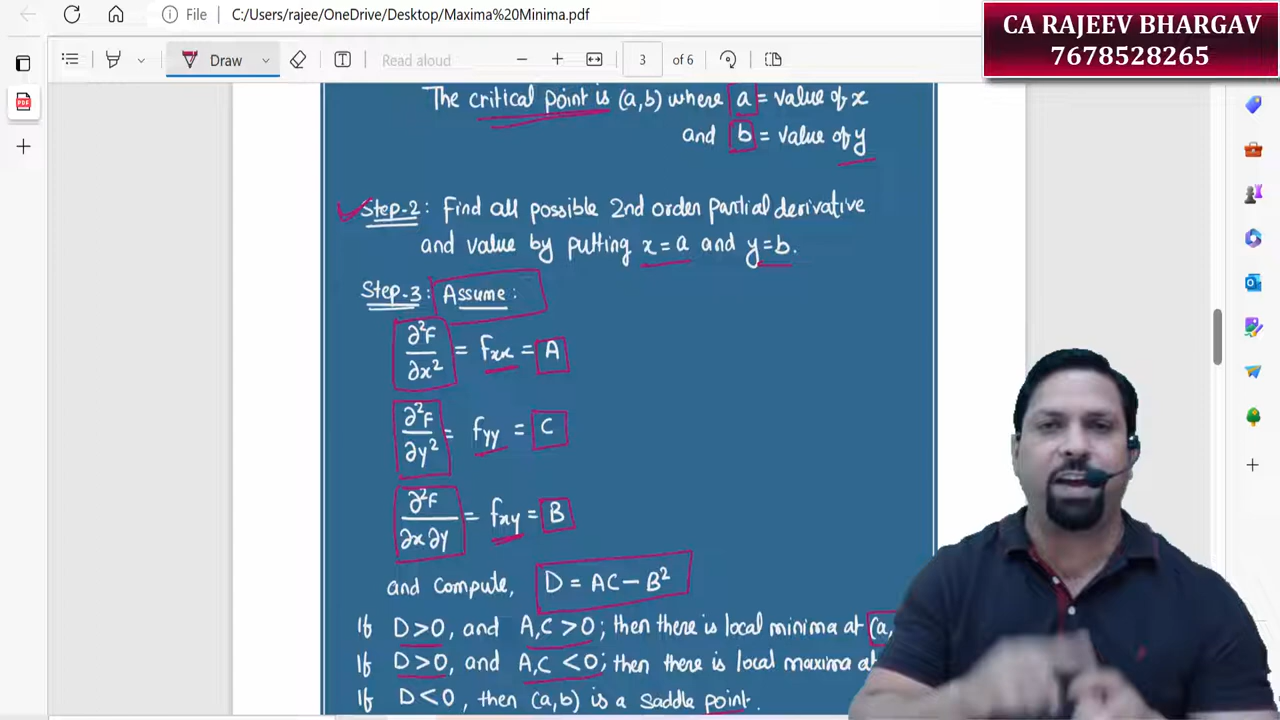 File
C:/Users/rajee/OneDrive/Desktop/Maxima%20Minima.pdf
CA RAJEEV BHARGAV
7678528265
Draw
Read aloud
3
of 6
The critical point is (a,b) where a = value of x
and b = value of y
Step-2: Find all possible 2nd order partial derivative
and value by putting x = a and y=b.
Step-3: Assume:
∂²F/∂x² = fxx = A
∂²F/∂y² = fyy = C
∂²F/∂x∂y = fxy = B
and compute, D = AC – B²
If D>0, and A,C >0; then there is local minima at (a,
If D>0, and A,C <0; then there is local maxima at
If D<0, then (a,b) is a saddle point.